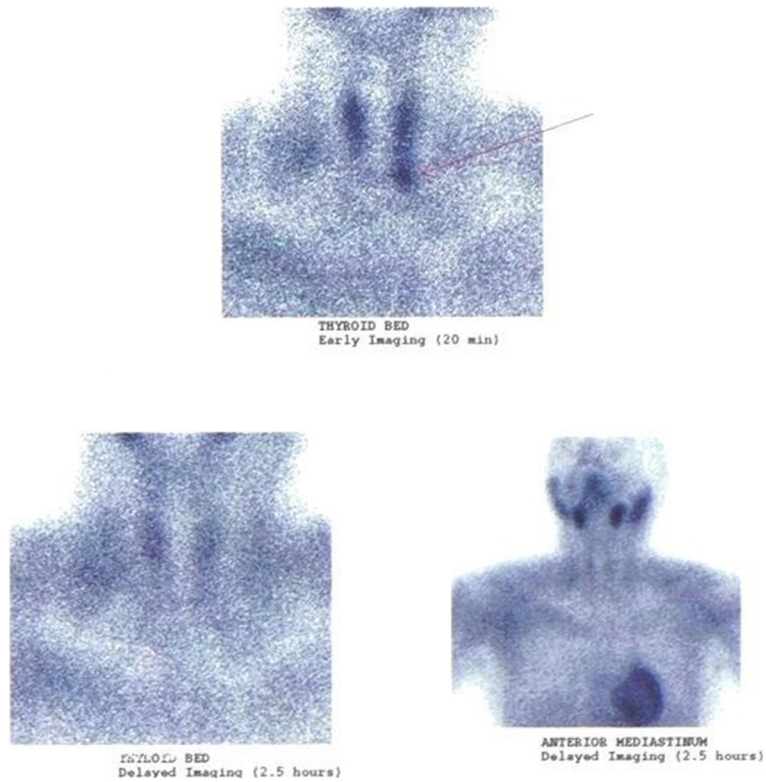 THYROID BED
Early Imaging (20 min)
BED
Delayed Imaging (2.5 hours)
ANTERIOR MEDIASTINUM
Delayed Imaging (2.5 hours)